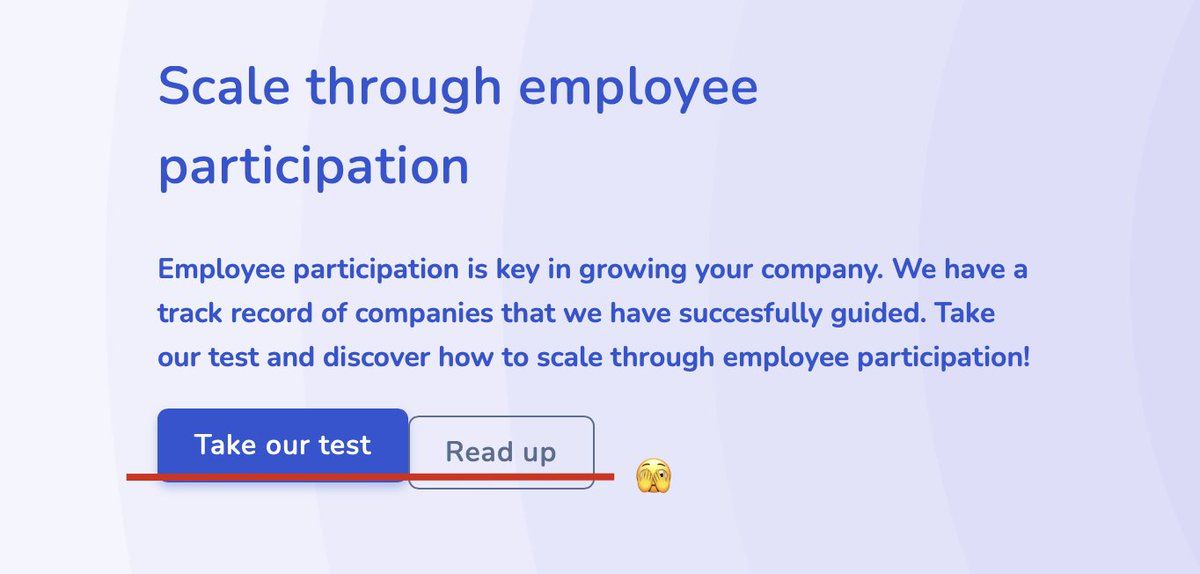 Scale through employee
participation
Employee participation is key in growing your company. We have a
track record of companies that we have succesfully guided. Take
our test and discover how to scale through employee participation!
Take our test
Read up